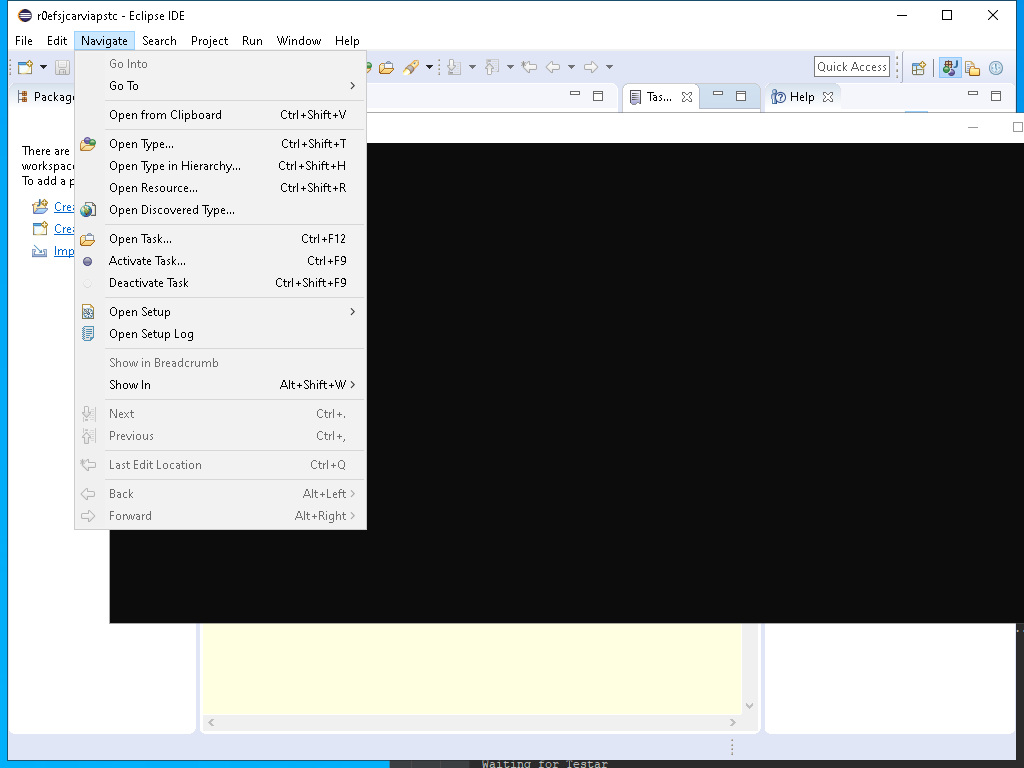 r0efsjcarviapstc - Eclipse IDE
File Edit Navigate Search Project Run Window Help
Quick Access
Package
Tas...
Help
Go Into
Go To
Open from Clipboard Ctrl+Shift+V
Open Type... Ctrl+Shift+T
Open Type in Hierarchy... Ctrl+Shift+H
Open Resource... Ctrl+Shift+R
Open Discovered Type...
Open Task... Ctrl+F12
Activate Task... Ctrl+F9
Deactivate Task Ctrl+Shift+F9
Open Setup
Open Setup Log
Show in Breadcrumb
Show In Alt+Shift+W
Next Ctrl+.
Previous Ctrl+,
Last Edit Location Ctrl+Q
Back Alt+Left
Forward Alt+Right
There are
workspac
To add a p
Crea
Crea
Imp
Waiting for Testar